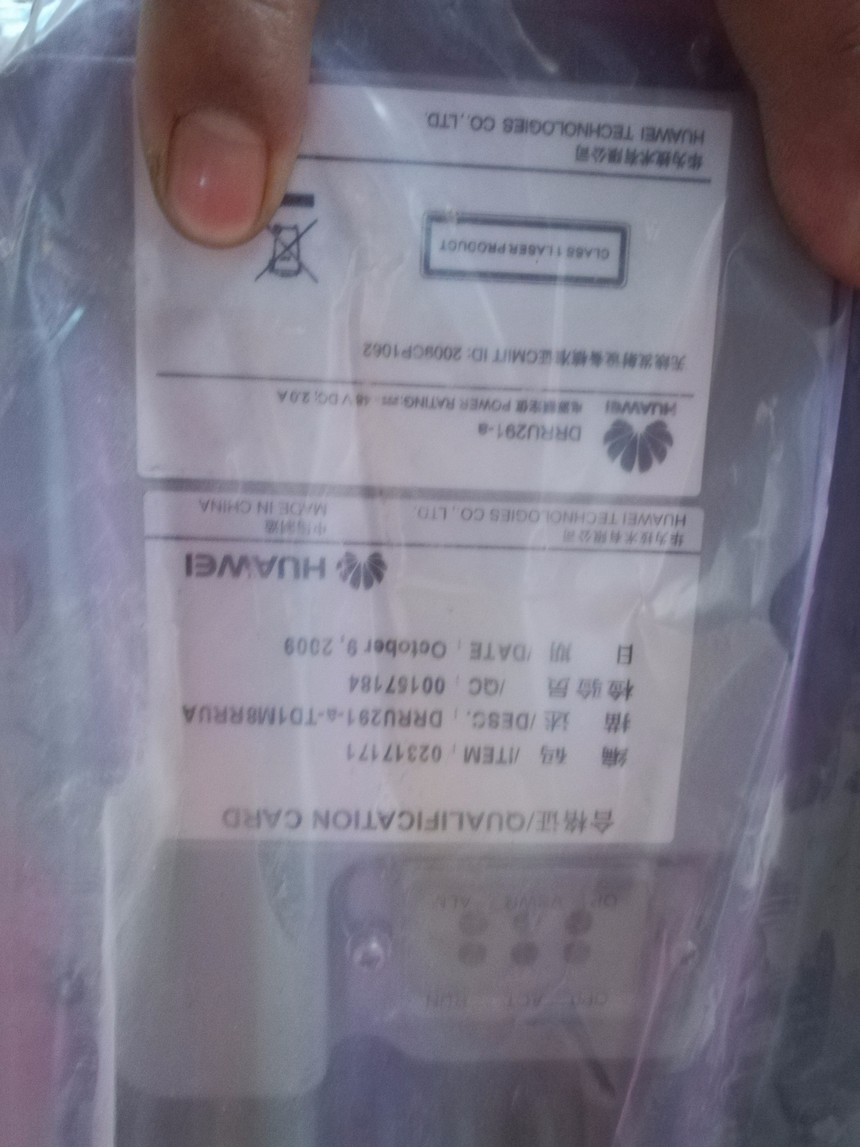 合格证/QUALIFICATION CARD
编 码 /ITEM : 02317171
描 述 /DESC. : DRRU291-a-TD1M8RRUA
检 验 员 /QC : 00157184
日 期 /DATE : October 9, 2009
HUAWEI
华为技术有限公司 中国制造
HUAWEI TECHNOLOGIES CO., LTD. MADE IN CHINA
DRRU291-a
HUAWEI 电源额定值 POWER RATING: 48 V DC; 2.0 A
无线发射设备核准证CMIIT ID: 2009CP1062
CLASS 1 LASER PRODUCT
华为技术有限公司
HUAWEI TECHNOLOGIES CO., LTD.
RUN ACT
ALM VSWR